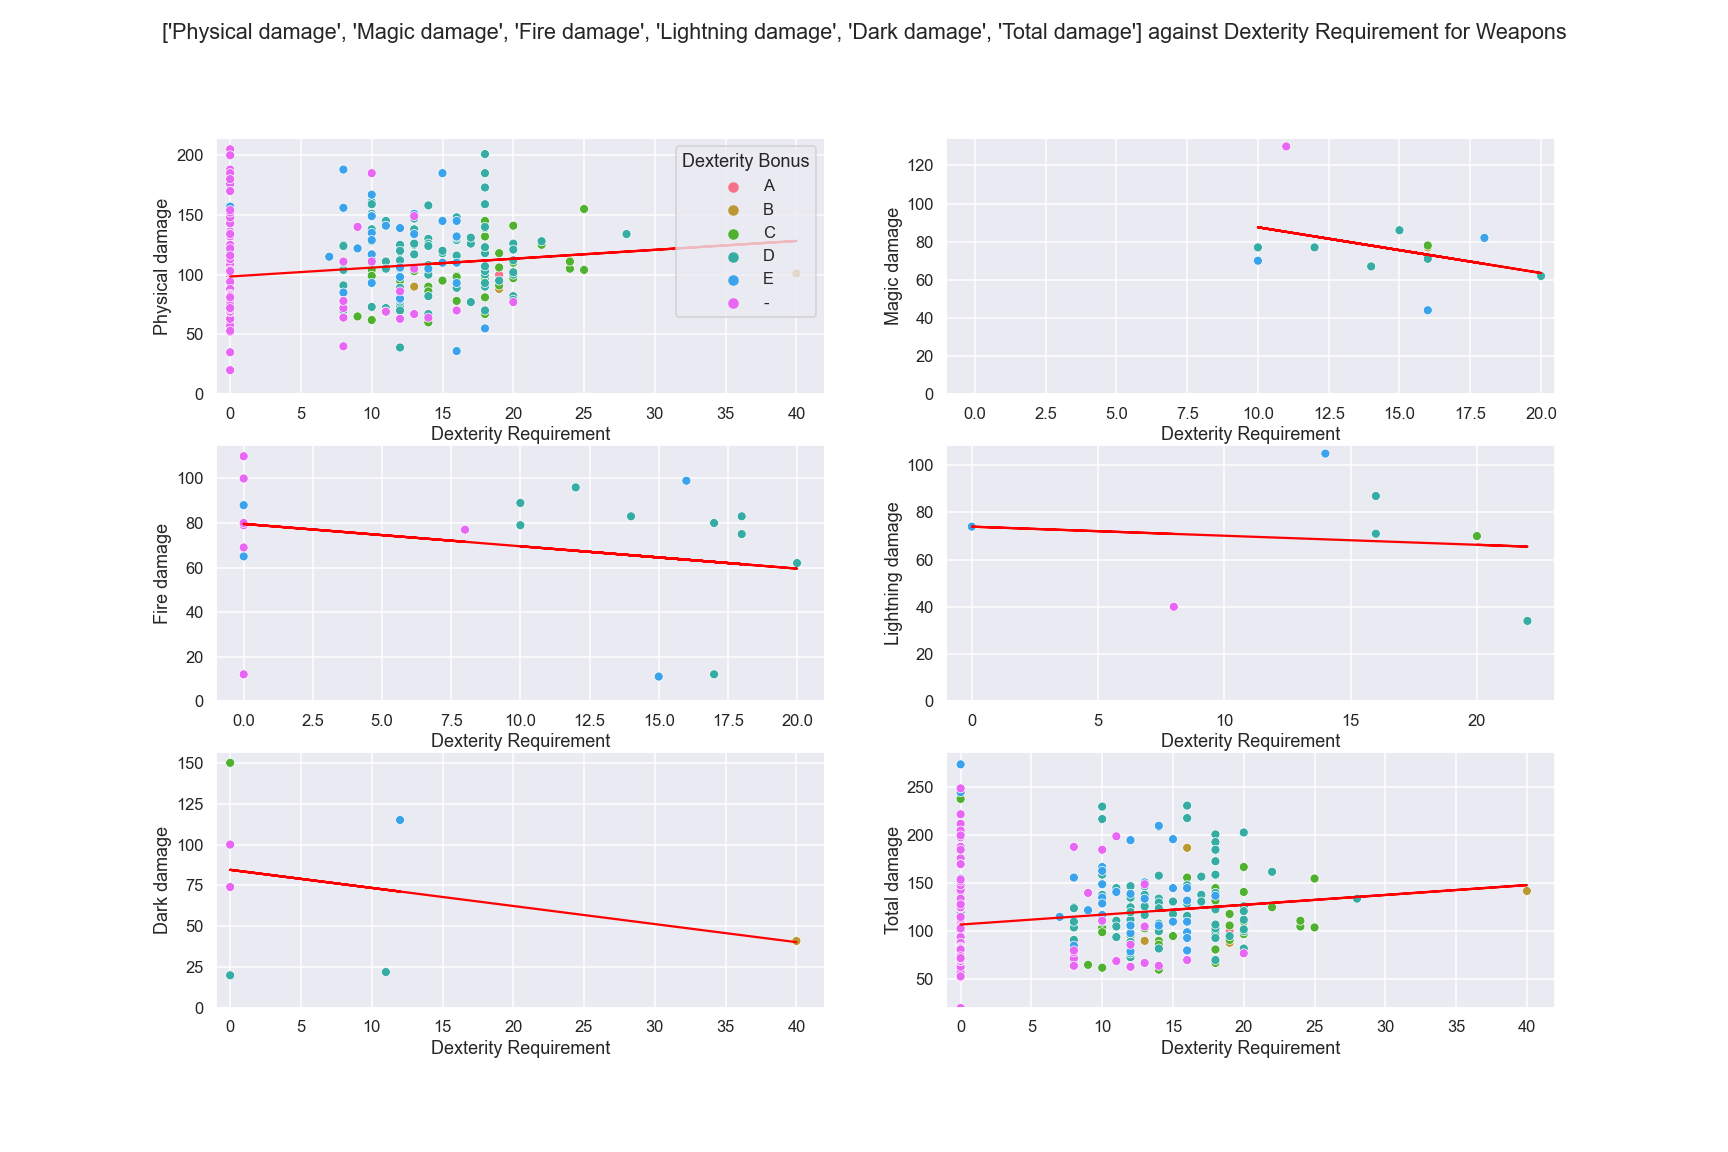 ['Physical damage', 'Magic damage', 'Fire damage', 'Lightning damage', 'Dark damage', 'Total damage'] against Dexterity Requirement for Weapons
Physical damage
200
150
100
50
0
0 5 10 15 20 25 30 35 40
Dexterity Requirement
Dexterity Bonus
A
B
C
D
E
-
Magic damage
120
100
80
60
40
20
0
0.0 2.5 5.0 7.5 10.0 12.5 15.0 17.5 20.0
Dexterity Requirement
Fire damage
100
80
60
40
20
0
0.0 2.5 5.0 7.5 10.0 12.5 15.0 17.5 20.0
Dexterity Requirement
Lightning damage
100
80
60
40
20
0
0 5 10 15 20
Dexterity Requirement
Dark damage
150
125
100
75
50
25
0
0 5 10 15 20 25 30 35 40
Dexterity Requirement
Total damage
250
200
150
100
50
0 5 10 15 20 25 30 35 40
Dexterity Requirement